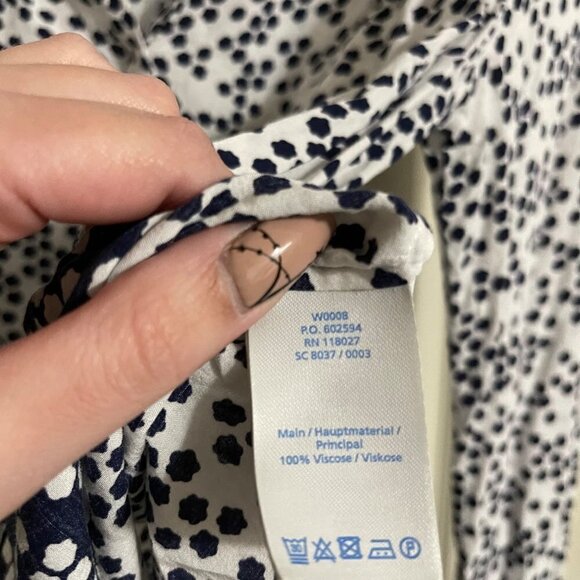 W0008
P.O. 602594
RN 118027
SC 8037 / 0003
Main / Hauptmaterial /
Principal
100% Viscose / Viskose